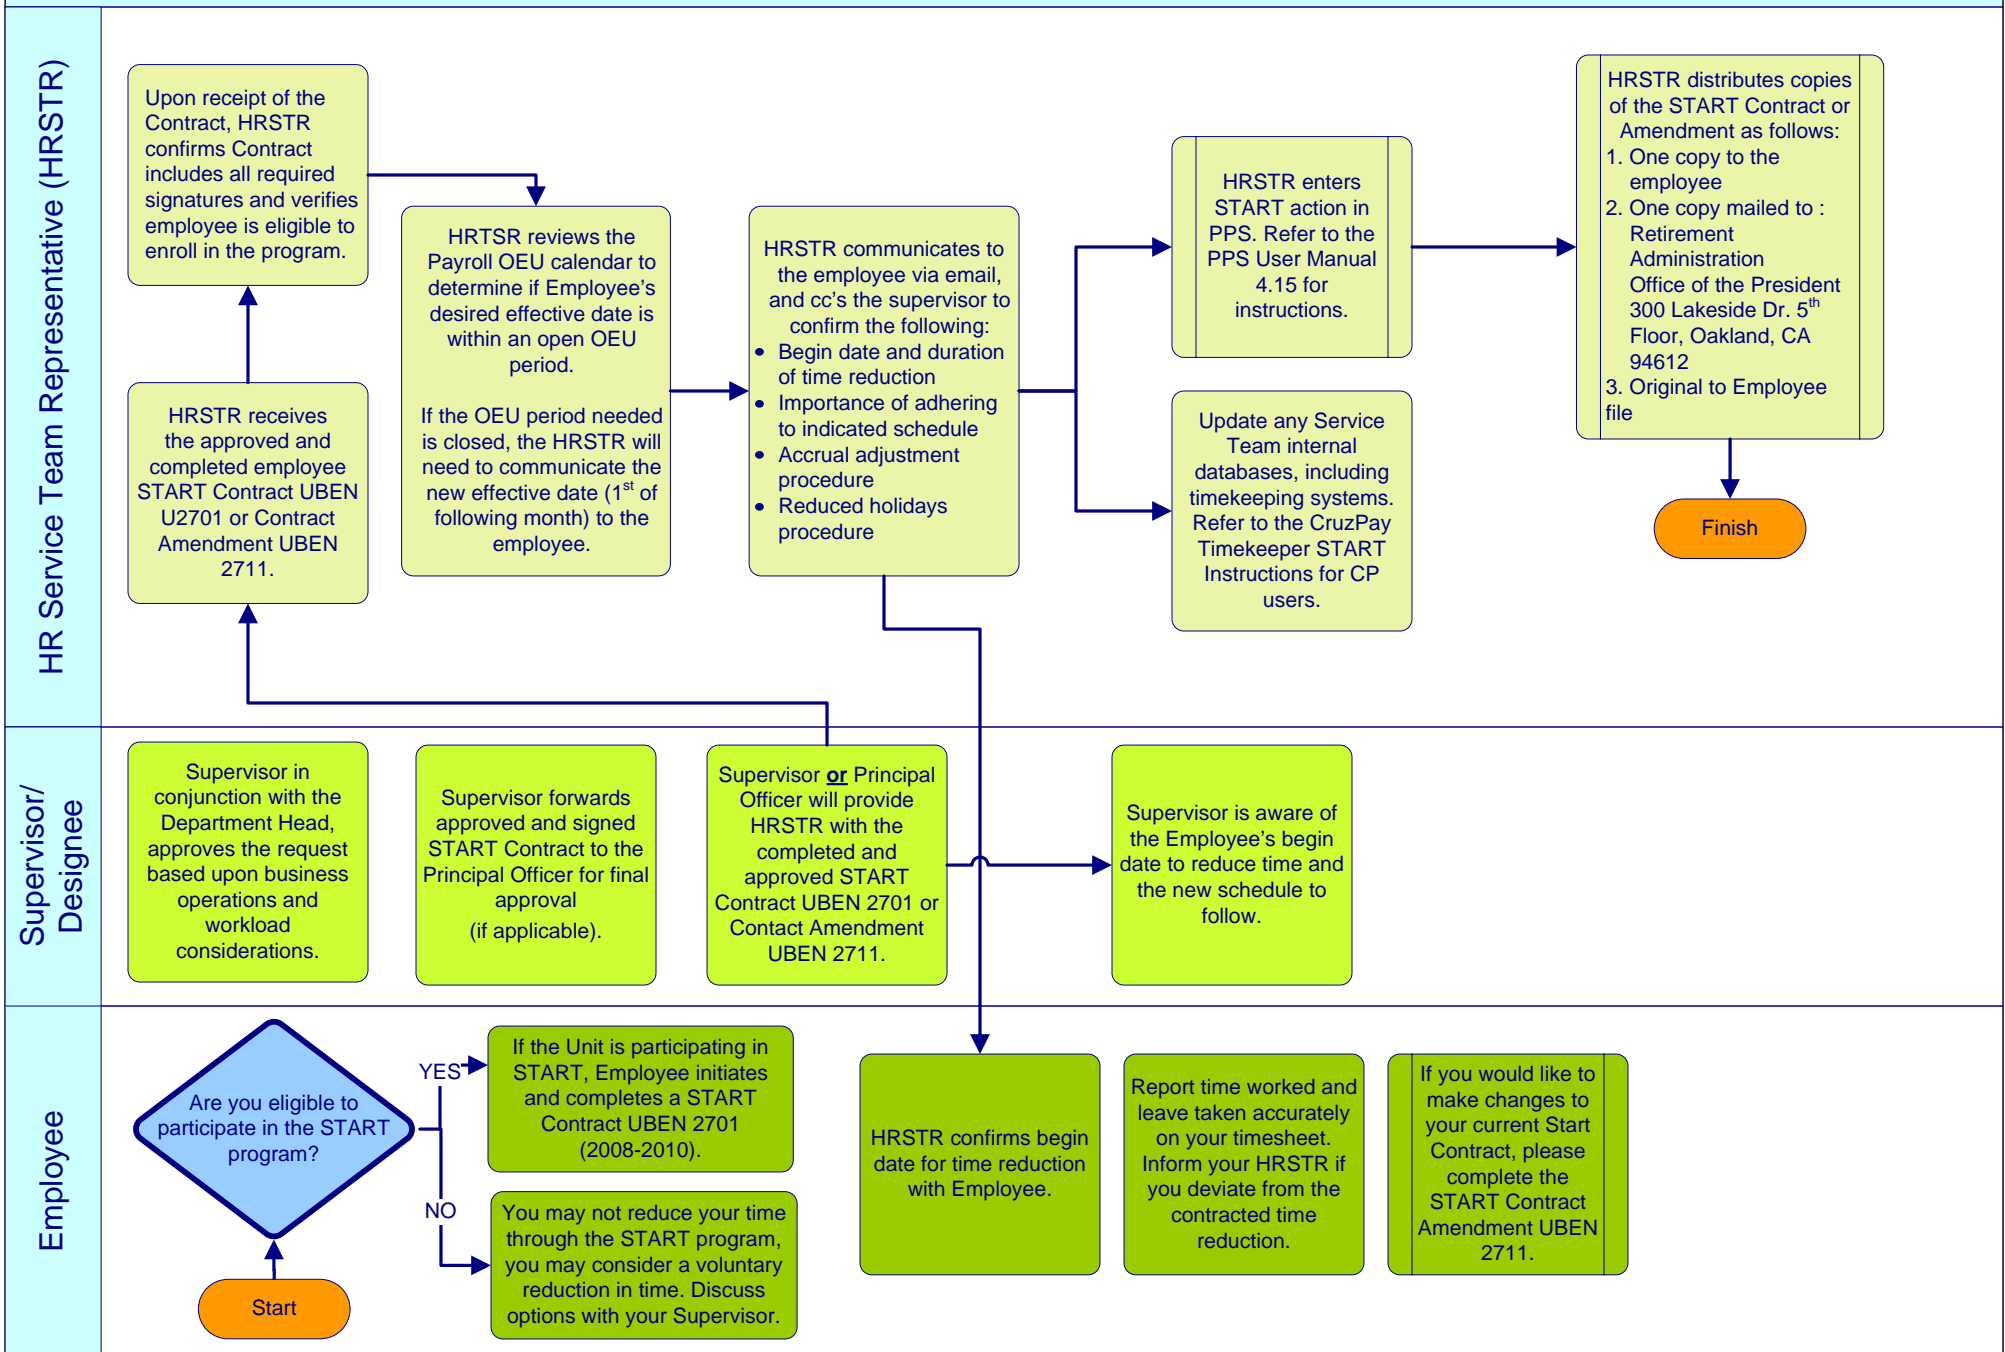 HR Service Team Representative (HRSTR)
Upon receipt of the
Contract, HRSTR
confirms Contract
includes all required
signatures and verifies
employee is eligible to
enroll in the program.
HRSTR receives
the approved and
completed employee
START Contract UBEN
U2701 or Contract
Amendment UBEN
2711.
HRTSR reviews the
Payroll OEU calendar to
determine if Employee's
desired effective date is
within an open OEU
period.
If the OEU period needed
is closed, the HRSTR will
need to communicate the
new effective date (1st of
following month) to the
employee.
HRSTR communicates to
the employee via email,
and cc's the supervisor to
confirm the following:
• Begin date and duration
of time reduction
• Importance of adhering
to indicated schedule
• Accrual adjustment
procedure
• Reduced holidays
procedure
HRSTR enters
START action in
PPS. Refer to the
PPS User Manual
4.15 for
instructions.
Update any Service
Team internal
databases, including
timekeeping systems.
Refer to the CruzPay
Timekeeper START
Instructions for CP
users.
HRSTR distributes copies
of the START Contract or
Amendment as follows:
1. One copy to the
employee
2. One copy mailed to :
Retirement
Administration
Office of the President
300 Lakeside Dr. 5th
Floor, Oakland, CA
94612
3. Original to Employee
file
Finish
Supervisor/
Designee
Supervisor in
conjunction with the
Department Head,
approves the request
based upon business
operations and
workload
considerations.
Supervisor forwards
approved and signed
START Contract to the
Principal Officer for final
approval
(if applicable).
Supervisor or Principal
Officer will provide
HRSTR with the
completed and
approved START
Contract UBEN 2701 or
Contact Amendment
UBEN 2711.
Supervisor is aware of
the Employee's begin
date to reduce time and
the new schedule to
follow.
Employee
Are you eligible to
participate in the START
program?
Start
YES
NO
If the Unit is participating in
START, Employee initiates
and completes a START
Contract UBEN 2701
(2008-2010).
You may not reduce your time
through the START program,
you may consider a voluntary
reduction in time. Discuss
options with your Supervisor.
HRSTR confirms begin
date for time reduction
with Employee.
Report time worked and
leave taken accurately
on your timesheet.
Inform your HRSTR if
you deviate from the
contracted time
reduction.
If you would like to
make changes to
your current Start
Contract, please
complete the
START Contract
Amendment UBEN
2711.